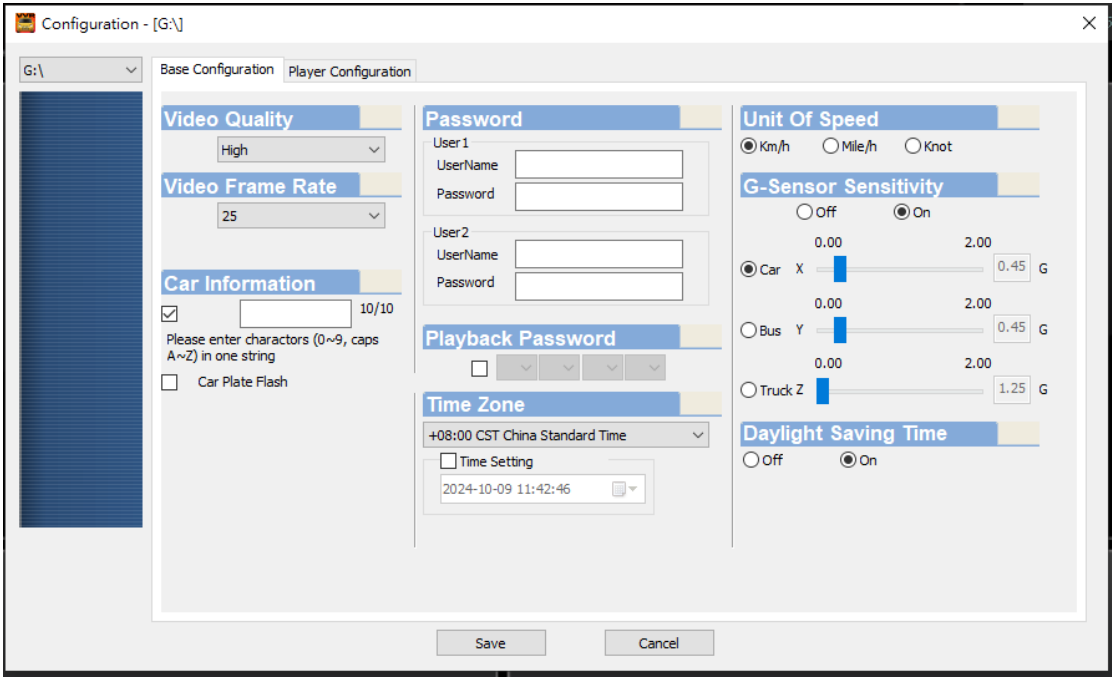 Configuration - [G:\]
G:\
Base Configuration
Player Configuration
Video Quality
High
Video Frame Rate
25
Car Information
10/10
Please enter charactors (0~9, caps
A~Z) in one string
Car Plate Flash
Password
User1
UserName
Password
User2
UserName
Password
Playback Password
Time Zone
+08:00 CST China Standard Time
Time Setting
2024-10-09 11:42:46
Unit Of Speed
Km/h Mile/h Knot
G-Sensor Sensitivity
Off On
0.00 2.00
Car X 0.45 G
0.00 2.00
Bus Y 0.45 G
0.00 2.00
Truck Z 1.25 G
Daylight Saving Time
Off On
Save Cancel